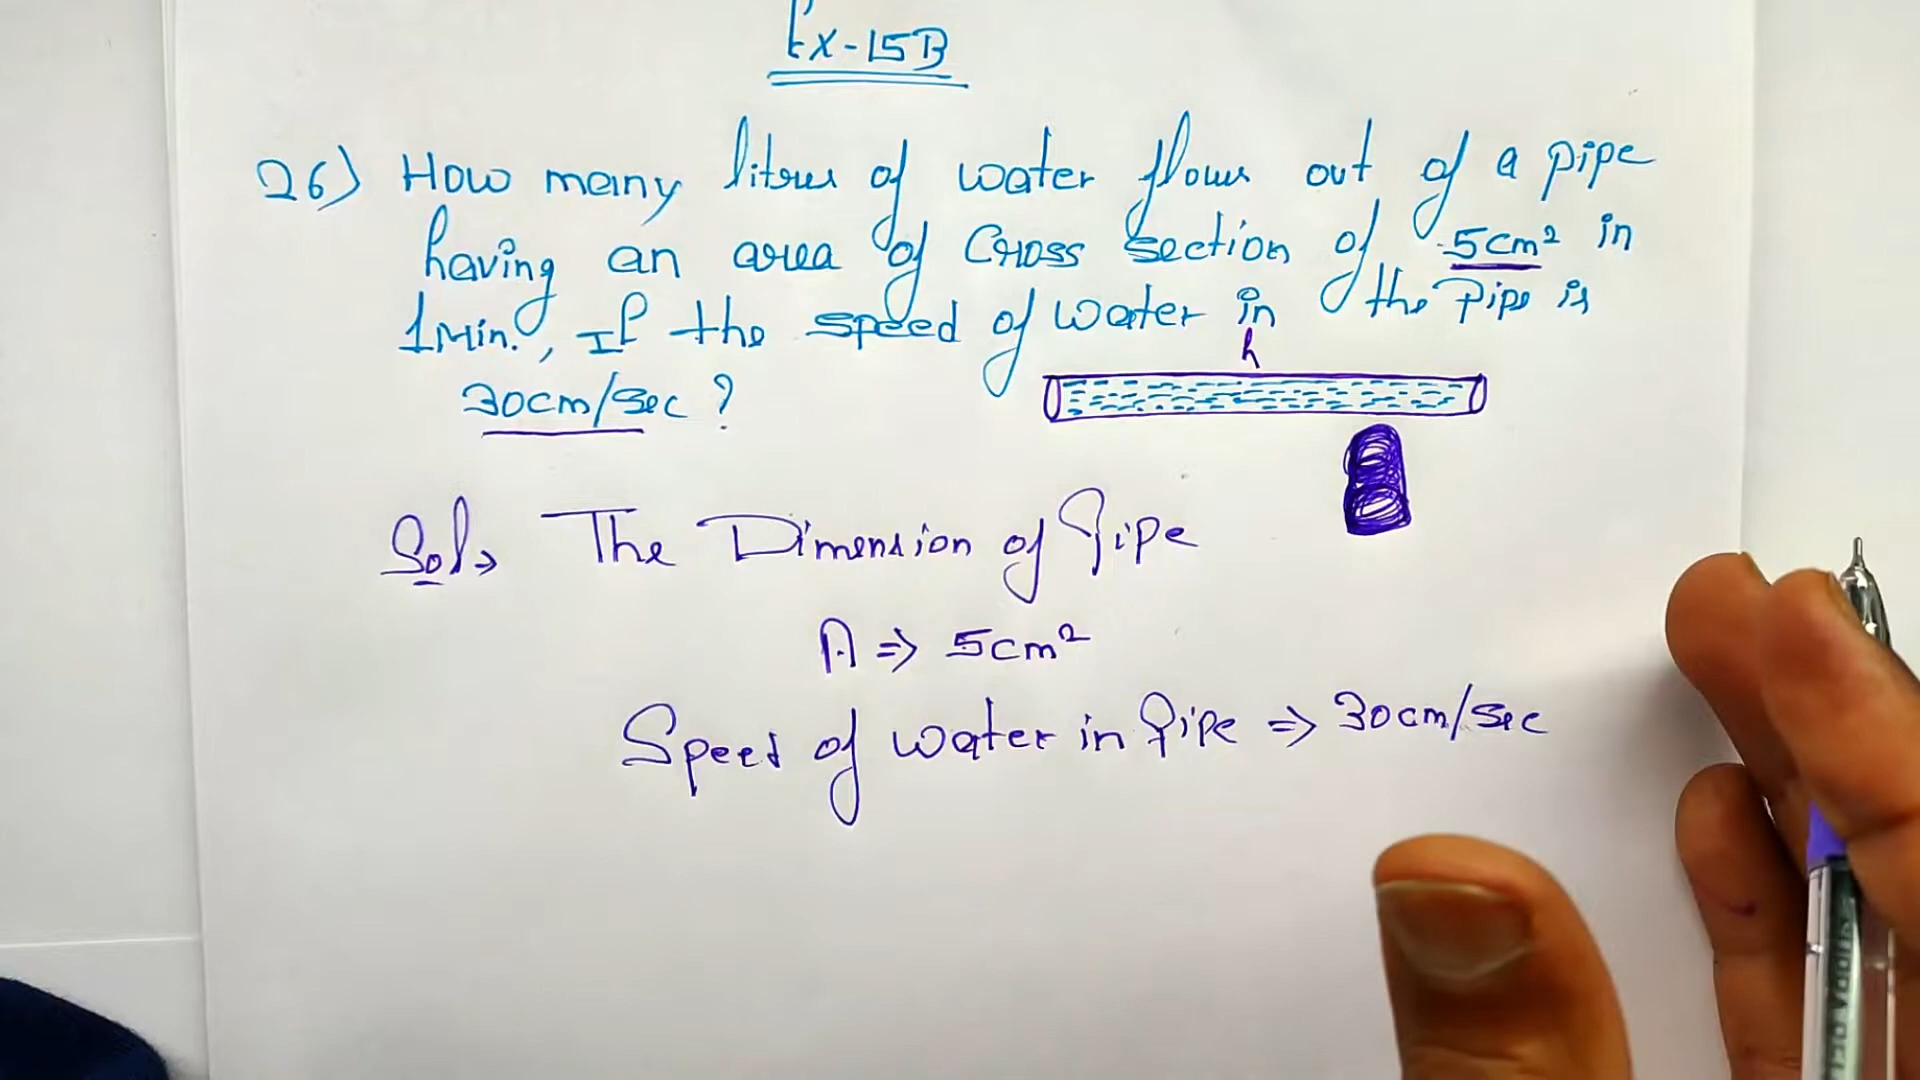 Ex-15B
26) How many litres of water flows out of a pipe
having an area of Cross section of 5cm² in
1Min., If the speed of water in the pipe is
30cm/sec ?
h
Sol→ The Dimension of Pipe
A ⇒ 5cm²
Speed of water in Pipe ⇒ 30cm/sec